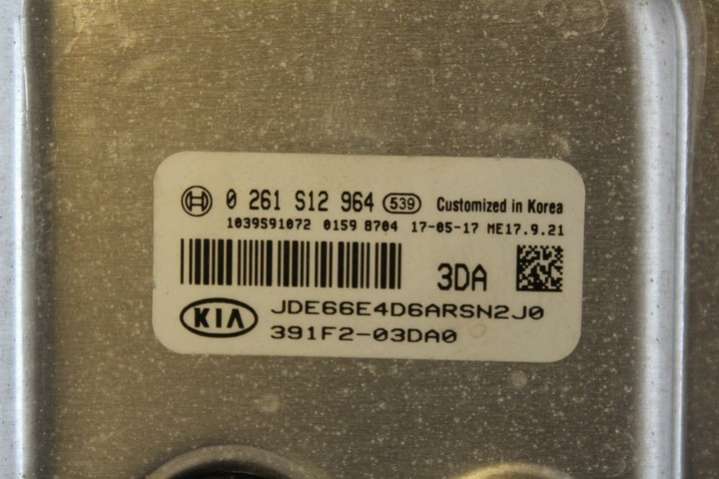 0 261 S12 964 539 Customized in Korea
1039S91072 0159 8704 17-05-17 ME17.9.21
3DA
KIA JDE66E4D6ARSN2J0
391F2-03DA0